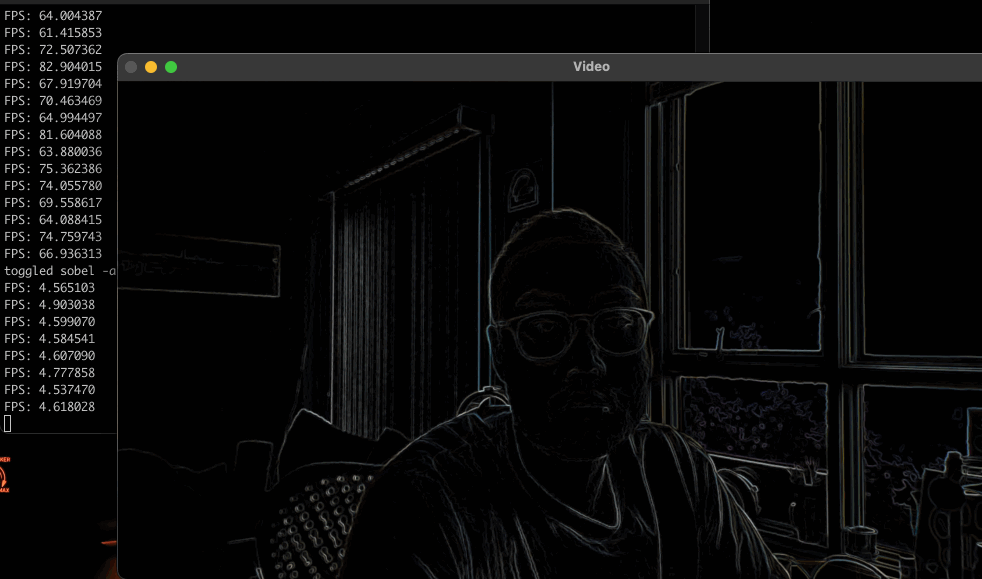 FPS: 64.004387
FPS: 61.415853
FPS: 72.507362
FPS: 82.904015
FPS: 67.919704
FPS: 70.463469
FPS: 64.994497
FPS: 81.604088
FPS: 63.880036
FPS: 75.362386
FPS: 74.055780
FPS: 69.558617
FPS: 64.088415
FPS: 74.759743
FPS: 66.936313
toggled sobel -a
FPS: 4.565103
FPS: 4.903038
FPS: 4.599070
FPS: 4.584541
FPS: 4.607090
FPS: 4.777858
FPS: 4.537470
FPS: 4.618028
Video
KER
MAX